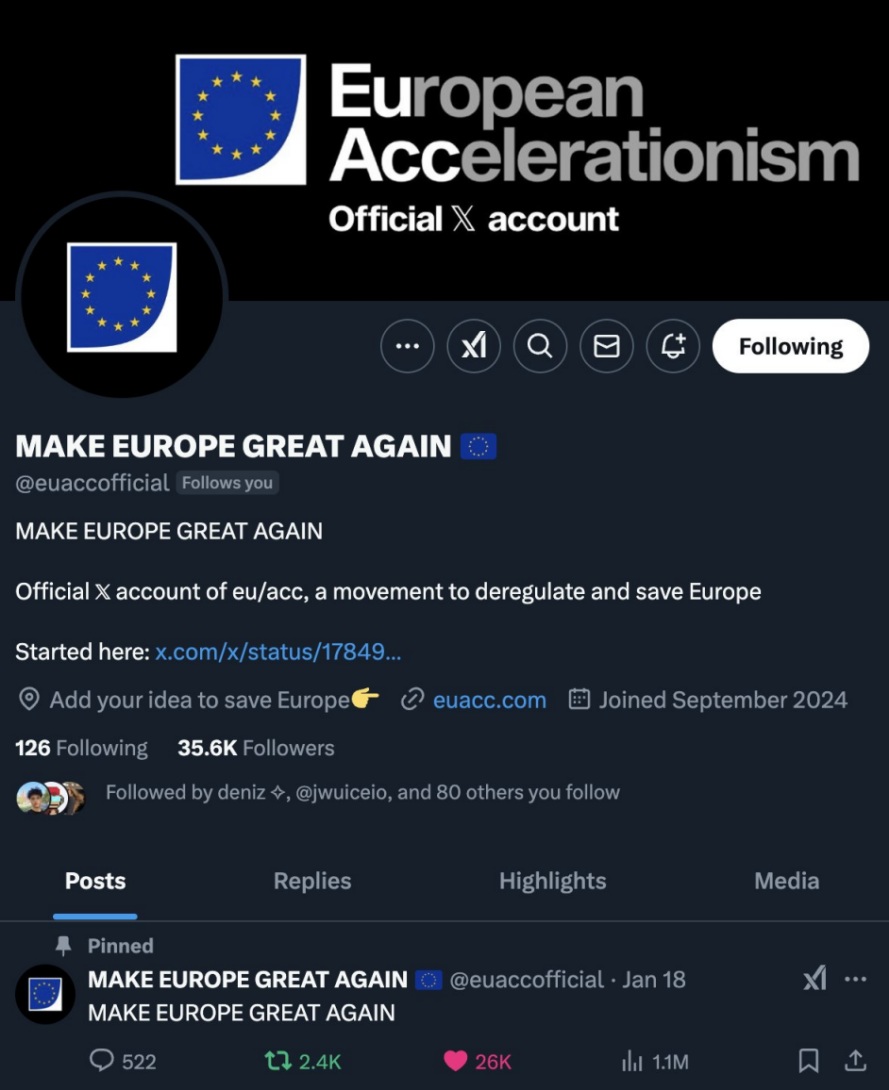 European
Accelerationism
Official 𝕏 account
Following
MAKE EUROPE GREAT AGAIN 🇪🇺
@euaccofficial Follows you
MAKE EUROPE GREAT AGAIN
Official 𝕏 account of eu/acc, a movement to deregulate and save Europe
Started here: x.com/x/status/17849...
Add your idea to save Europe👉 euacc.com Joined September 2024
126 Following 35.6K Followers
Followed by deniz ✧, @jwuiceio, and 80 others you follow
Posts Replies Highlights Media
Pinned
MAKE EUROPE GREAT AGAIN 🇪🇺 @euaccofficial · Jan 18
MAKE EUROPE GREAT AGAIN
522 2.4K 26K 1.1M